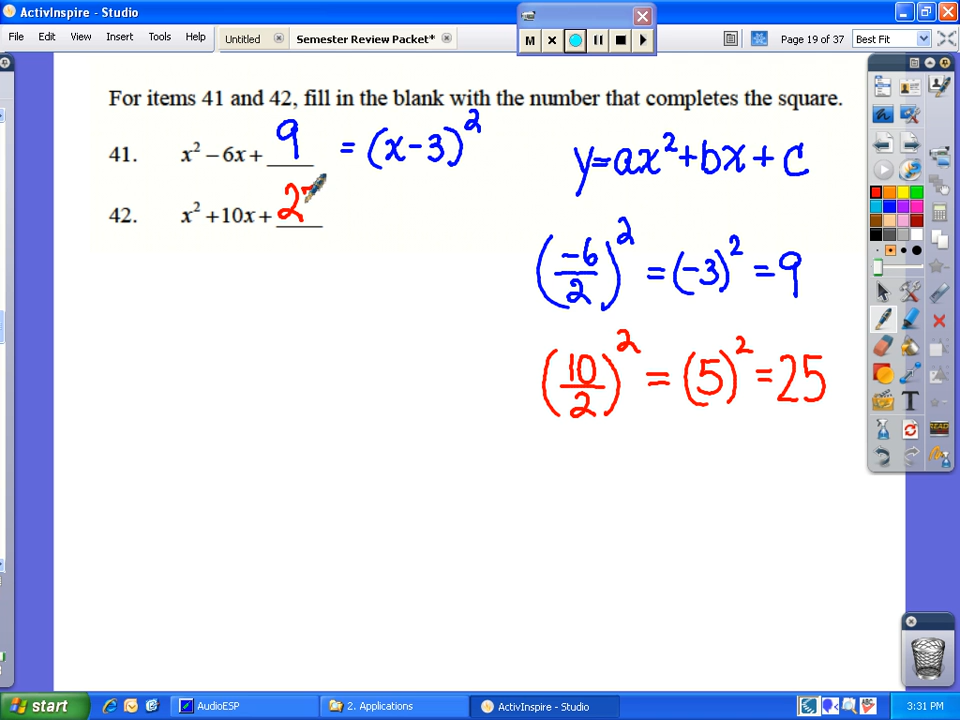 ActivInspire - Studio
File Edit View Insert Tools Help
Untitled
Semester Review Packet*
M
Page 19 of 37
Best Fit
For items 41 and 42, fill in the blank with the number that completes the square.
41. x² – 6x + 9 = (x-3)²
y=ax²+bx+c
42. x² +10x + 2
(-6/2)² = (-3)² = 9
(10/2)² = (5)² = 25
T
READ
start
AudioESP
2. Applications
ActivInspire - Studio
3:31 PM